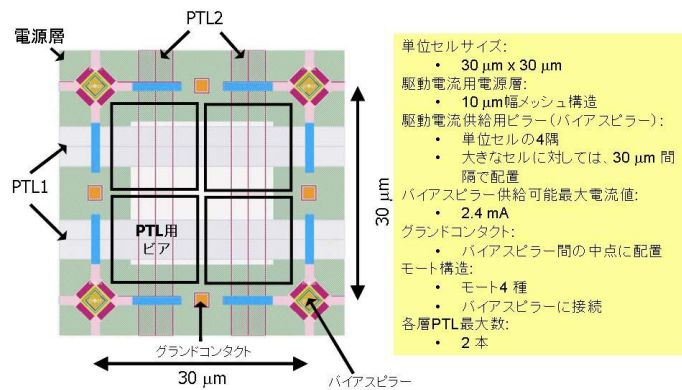 電源層
PTL2
PTL1
PTL用
ビア
30 μm
グランドコンタクト
30 μm
バイアスピラー
単位セルサイズ:
• 30 μm x 30 μm
駆動電流用電源層:
• 10 μm幅メッシュ構造
駆動電流供給用ピラー(バイアスピラー):
• 単位セルの4隅
• 大きなセルに対しては、30 μm 間
隔で配置
バイアスピラー供給可能最大電流値:
• 2.4 mA
グランドコンタクト:
• バイアスピラー間の中点に配置
モート構造:
• モート4 種
• バイアスピラーに接続
各層PTL最大数:
• 2 本